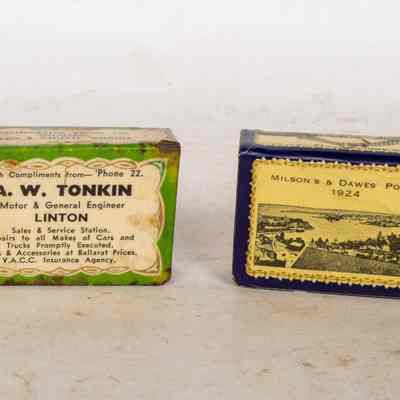 h Compliments from— 'Phone 22.
A. W. TONKIN
Motor & General Engineer
LINTON
Sales & Service Station.
pairs to all Makes of Cars and
Trucks Promptly Executed.
s & Accessories at Ballarat Prices.
V.A.C.C. Insurance Agency.
MILSON'S & DAWES PO
1924